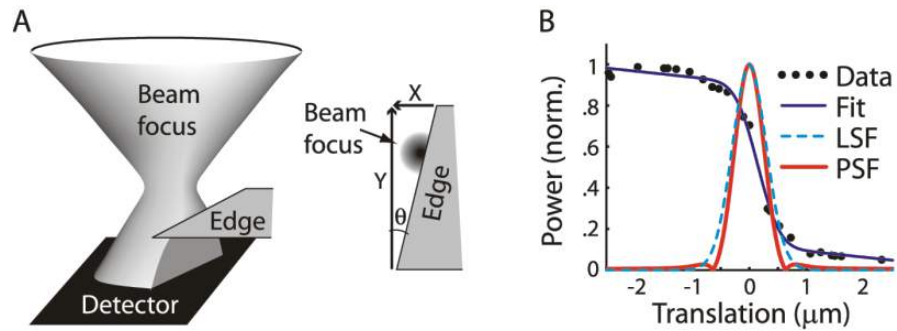 A
Beam
focus
Edge
Detector
Beam
focus
X
Y
θ
Edge
B
Power (norm.)
1
.8
.6
.4
.2
0
-2
-1
0
1
2
Translation (μm)
Data
Fit
LSF
PSF